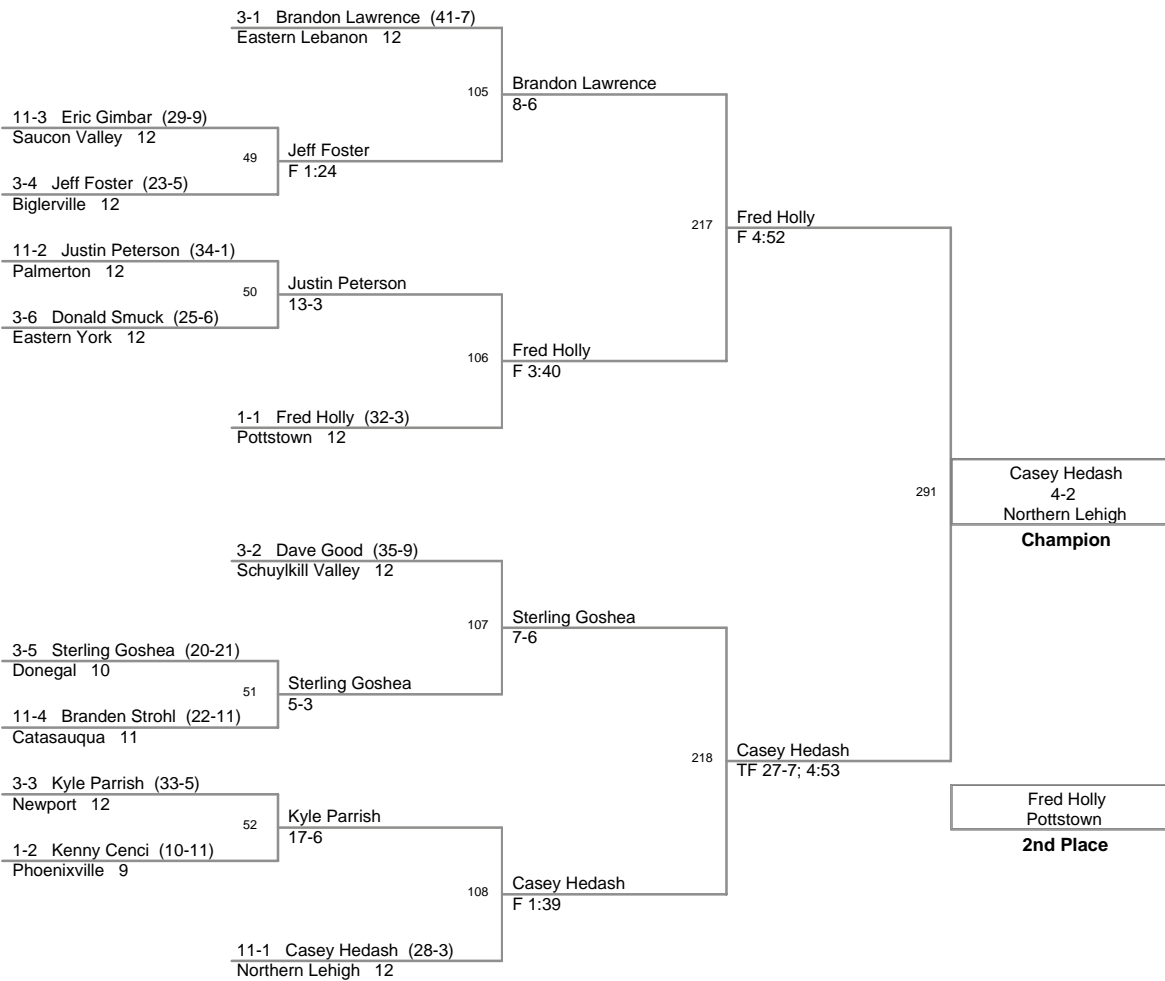 3-1 Brandon Lawrence (41-7)
Eastern Lebanon 12
105
Brandon Lawrence
8-6
11-3 Eric Gimbar (29-9)
Saucon Valley 12
49
Jeff Foster
F 1:24
3-4 Jeff Foster (23-5)
Biglerville 12
217
Fred Holly
F 4:52
11-2 Justin Peterson (34-1)
Palmerton 12
50
Justin Peterson
13-3
3-6 Donald Smuck (25-6)
Eastern York 12
106
Fred Holly
F 3:40
1-1 Fred Holly (32-3)
Pottstown 12
291
Casey Hedash
4-2
Northern Lehigh
Champion
3-2 Dave Good (35-9)
Schuylkill Valley 12
107
Sterling Goshea
7-6
3-5 Sterling Goshea (20-21)
Donegal 10
51
Sterling Goshea
5-3
11-4 Branden Strohl (22-11)
Catasauqua 11
218
Casey Hedash
TF 27-7; 4:53
3-3 Kyle Parrish (33-5)
Newport 12
52
Kyle Parrish
17-6
1-2 Kenny Cenci (10-11)
Phoenixville 9
Fred Holly
Pottstown
2nd Place
108
Casey Hedash
F 1:39
11-1 Casey Hedash (28-3)
Northern Lehigh 12